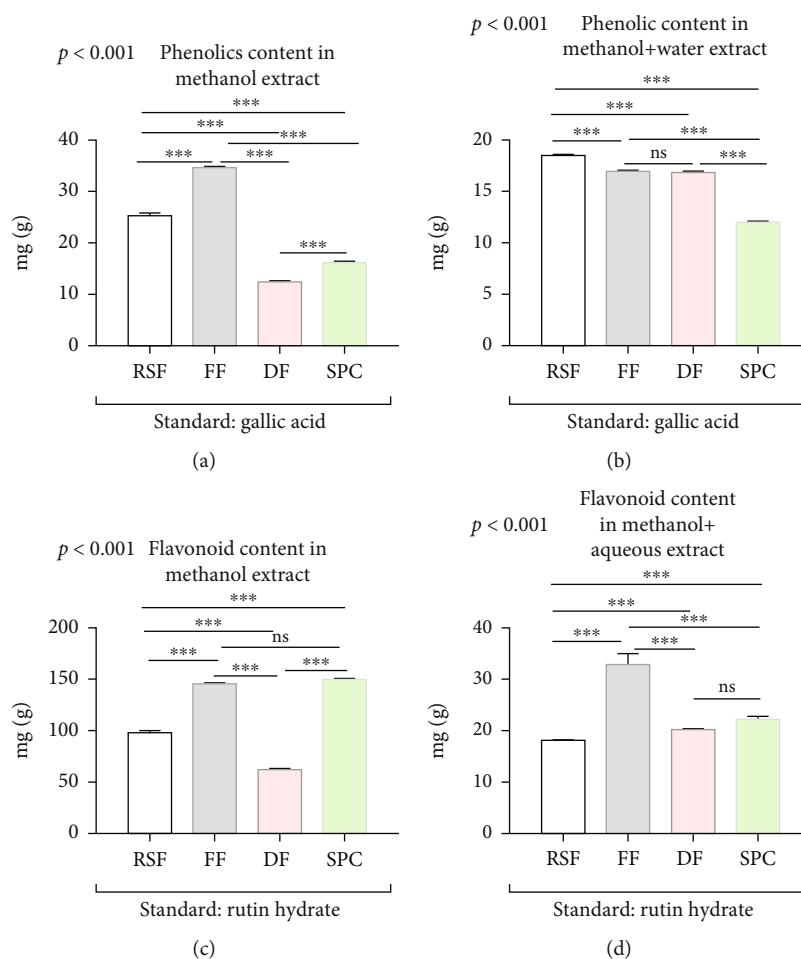 p < 0.001
Phenolics content in
methanol extract
***
***
***
***
***
***
40
30
20
10
0
mg (g)
RSF FF DF SPC
Standard: gallic acid
(a)
p < 0.001
Phenolic content in
methanol+water extract
***
***
***
***
ns
***
20
15
10
5
0
mg (g)
RSF FF DF SPC
Standard: gallic acid
(b)
p < 0.001
Flavonoid content in
methanol extract
***
***
ns
***
***
***
200
150
100
50
0
mg (g)
RSF FF DF SPC
Standard: rutin hydrate
(c)
p < 0.001
Flavonoid content
in methanol+
aqueous extract
***
***
***
***
***
ns
40
30
20
10
0
mg (g)
RSF FF DF SPC
Standard: rutin hydrate
(d)